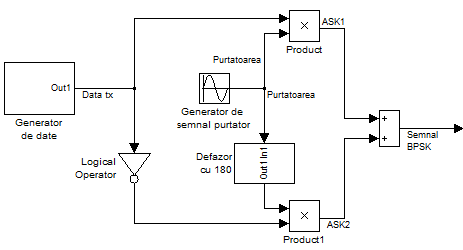 ASK1
×
Product
Purtatoarea
Out1
Data tx
Generator
de date
Generator de
semnal purtator
Purtatoarea
+
+
Semnal
BPSK
Logical
Operator
Defazor
cu 180
Out1 In1
×
ASK2
Product1